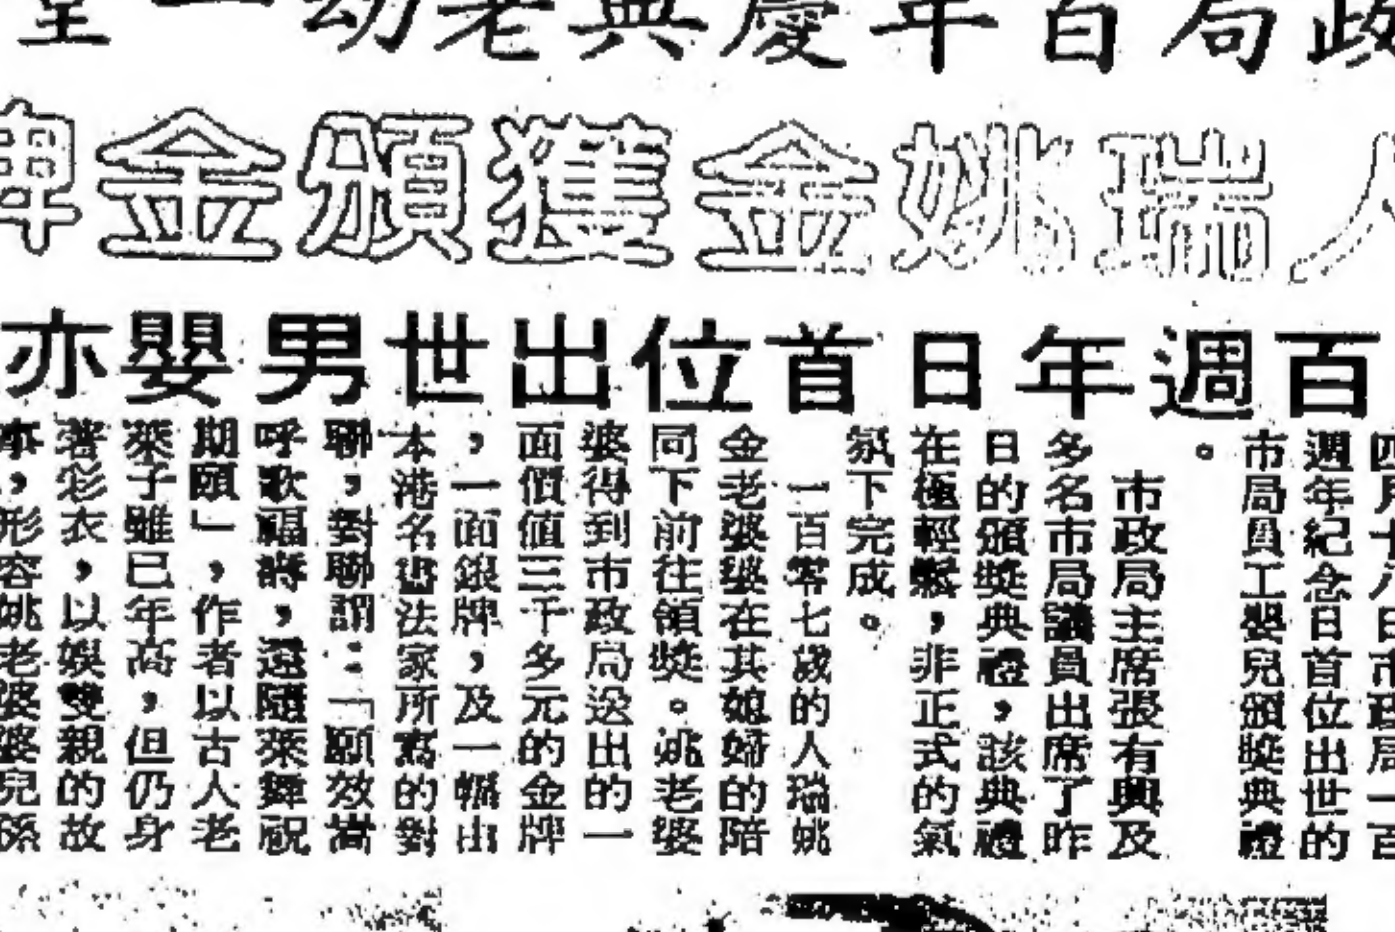 政局百年慶典老幼一堂
人瑞姚金獲頒金牌
百週年日首位出世男嬰亦
四月十八日市政局一百
週年紀念日首位出世的
市局員工嬰兒頒獎典禮
。
市政局主席張有興及
多名市局議員出席了昨
日的頒獎典禮，該典禮
在極輕鬆，非正式的氣
氛下完成。
一百零七歲的人瑞姚
金老婆婆在其媳婦的陪
同下前往領獎。姚老婆
婆得到市政局送出的一
面價值三千多元的金牌
，一面銀牌，及一幅由
本港名書法家所寫的對
聯，對聯謂：「願效嵩
呼歌福壽，還隨萊舞祝
期頤」，作者以古人老
萊子雖已年高，但仍身
著彩衣，以娛雙親的故
事，形容姚老婆婆兒孫